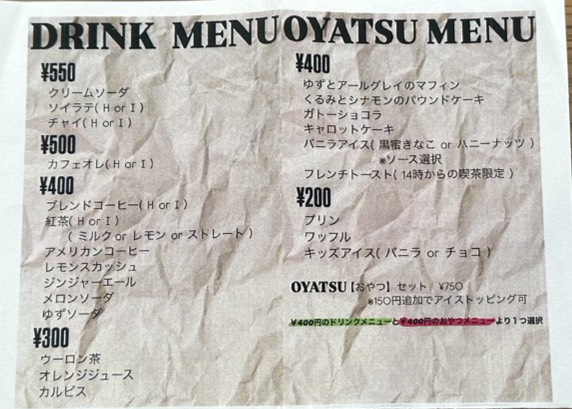 DRINK MENU
¥550
クリームソーダ
ソイラテ( H or I )
チャイ( H or I )
¥500
カフェオレ( H or I )
¥400
ブレンドコーヒー( H or I )
紅茶( H or I )
( ミルク or レモン or ストレート )
アメリカンコーヒー
レモンスカッシュ
ジンジャーエール
メロンソーダ
ゆずソーダ
¥300
ウーロン茶
オレンジジュース
カルピス
OYATSU MENU
¥400
ゆずとアールグレイのマフィン
くるみとシナモンのパウンドケーキ
ガトーショコラ
キャロットケーキ
バニラアイス( 黒蜜きなこ or ハニーナッツ )
※ソース選択
フレンチトースト( 14時からの喫茶限定 )
¥200
プリン
ワッフル
キッズアイス( バニラ or チョコ )
OYATSU【おやつ】セット ¥750
※150円追加でアイストッピング可
¥400円のドリンクメニューと¥400円のおやつメニューより1つ選択